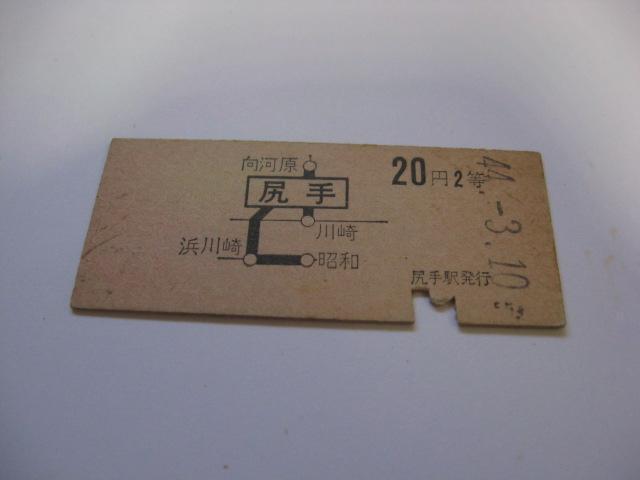 向河原
20円2等
尻手
川崎
浜川崎
昭和
尻手駅発行
44.-3.10